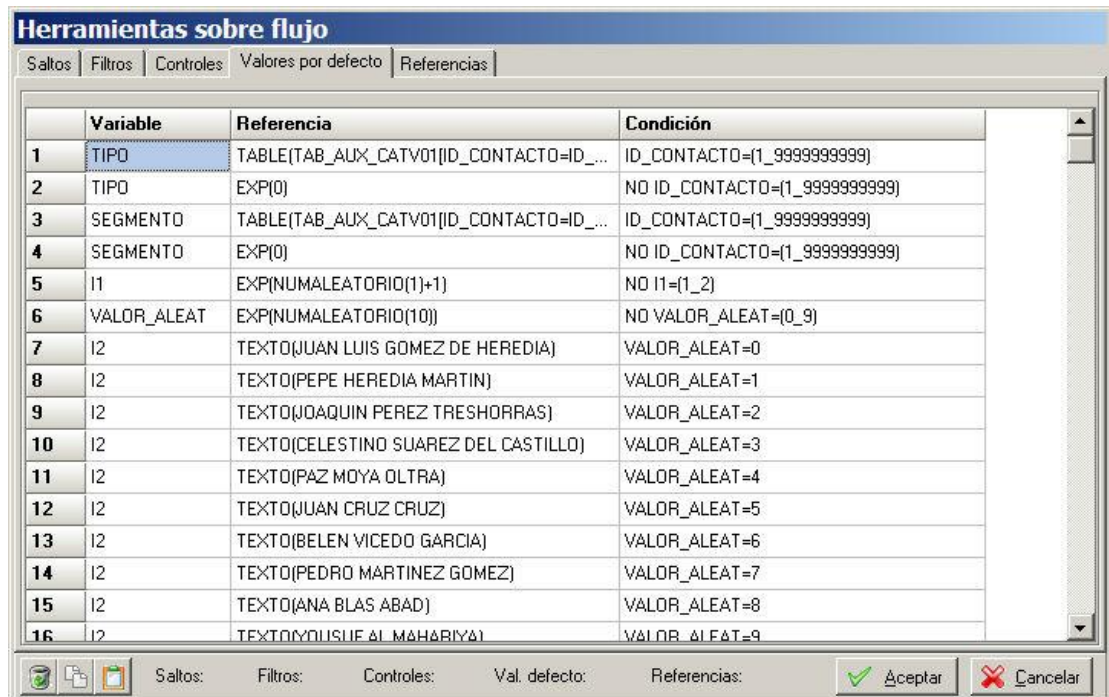 Herramientas sobre flujo
Saltos Filtros Controles Valores por defecto Referencias
Variable Referencia Condición
1 TIPO TABLE(TAB_AUX_CATV01[ID_CONTACTO=ID_... ID_CONTACTO=(1_9999999999)
2 TIPO EXP(0) NO ID_CONTACTO=(1_9999999999)
3 SEGMENTO TABLE(TAB_AUX_CATV01[ID_CONTACTO=ID_... ID_CONTACTO=(1_9999999999)
4 SEGMENTO EXP(0) NO ID_CONTACTO=(1_9999999999)
5 I1 EXP(NUMALEATORIO(1)+1) NO I1=(1_2)
6 VALOR_ALEAT EXP(NUMALEATORIO(10)) NO VALOR_ALEAT=(0_9)
7 I2 TEXTO(JUAN LUIS GOMEZ DE HEREDIA) VALOR_ALEAT=0
8 I2 TEXTO(PEPE HEREDIA MARTIN) VALOR_ALEAT=1
9 I2 TEXTO(JOAQUIN PEREZ TRESHORRAS) VALOR_ALEAT=2
10 I2 TEXTO(CELESTINO SUAREZ DEL CASTILLO) VALOR_ALEAT=3
11 I2 TEXTO(PAZ MOYA OLTRA) VALOR_ALEAT=4
12 I2 TEXTO(JUAN CRUZ CRUZ) VALOR_ALEAT=5
13 I2 TEXTO(BELEN VICEDO GARCIA) VALOR_ALEAT=6
14 I2 TEXTO(PEDRO MARTINEZ GOMEZ) VALOR_ALEAT=7
15 I2 TEXTO(ANA BLAS ABAD) VALOR_ALEAT=8
16 I2 TEXTO(YOUSUF AL MAHARIYA) VALOR_ALEAT=9
Saltos: Filtros: Controles: Val. defecto: Referencias: Aceptar Cancelar